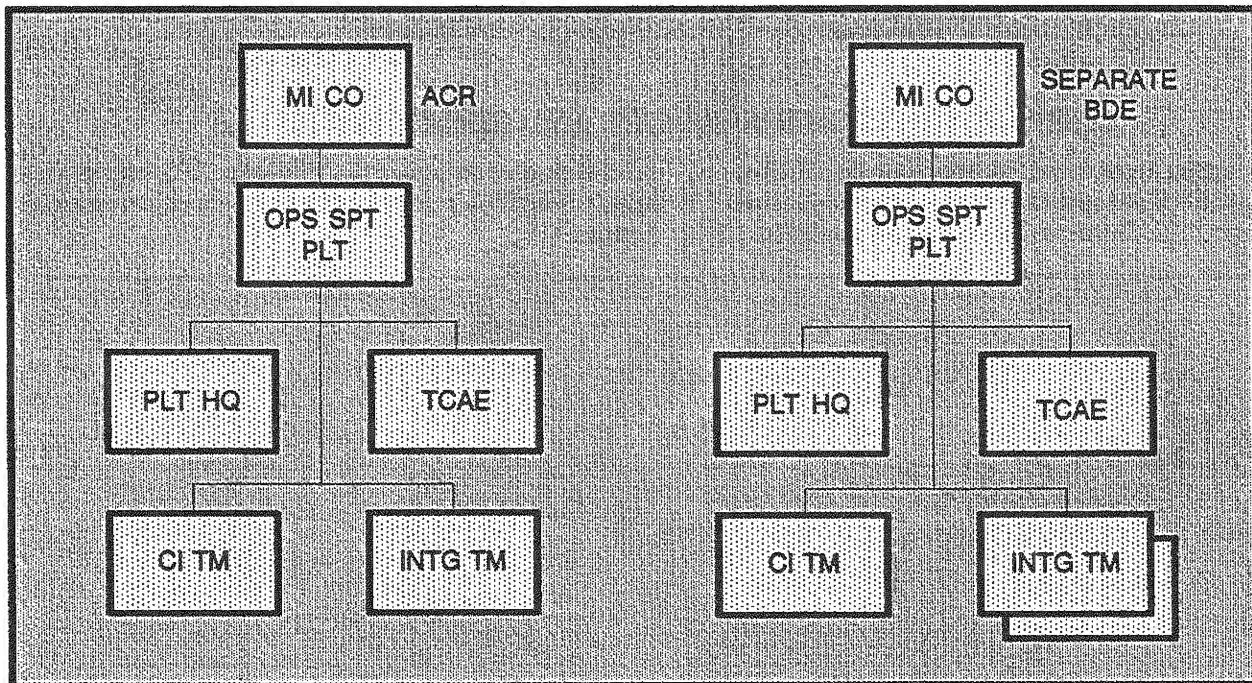 MI CO
ACR
OPS SPT
PLT
PLT HQ
TCAE
CI TM
INTG TM
MI CO
SEPARATE
BDE
OPS SPT
PLT
PLT HQ
TCAE
CI TM
INTG TM